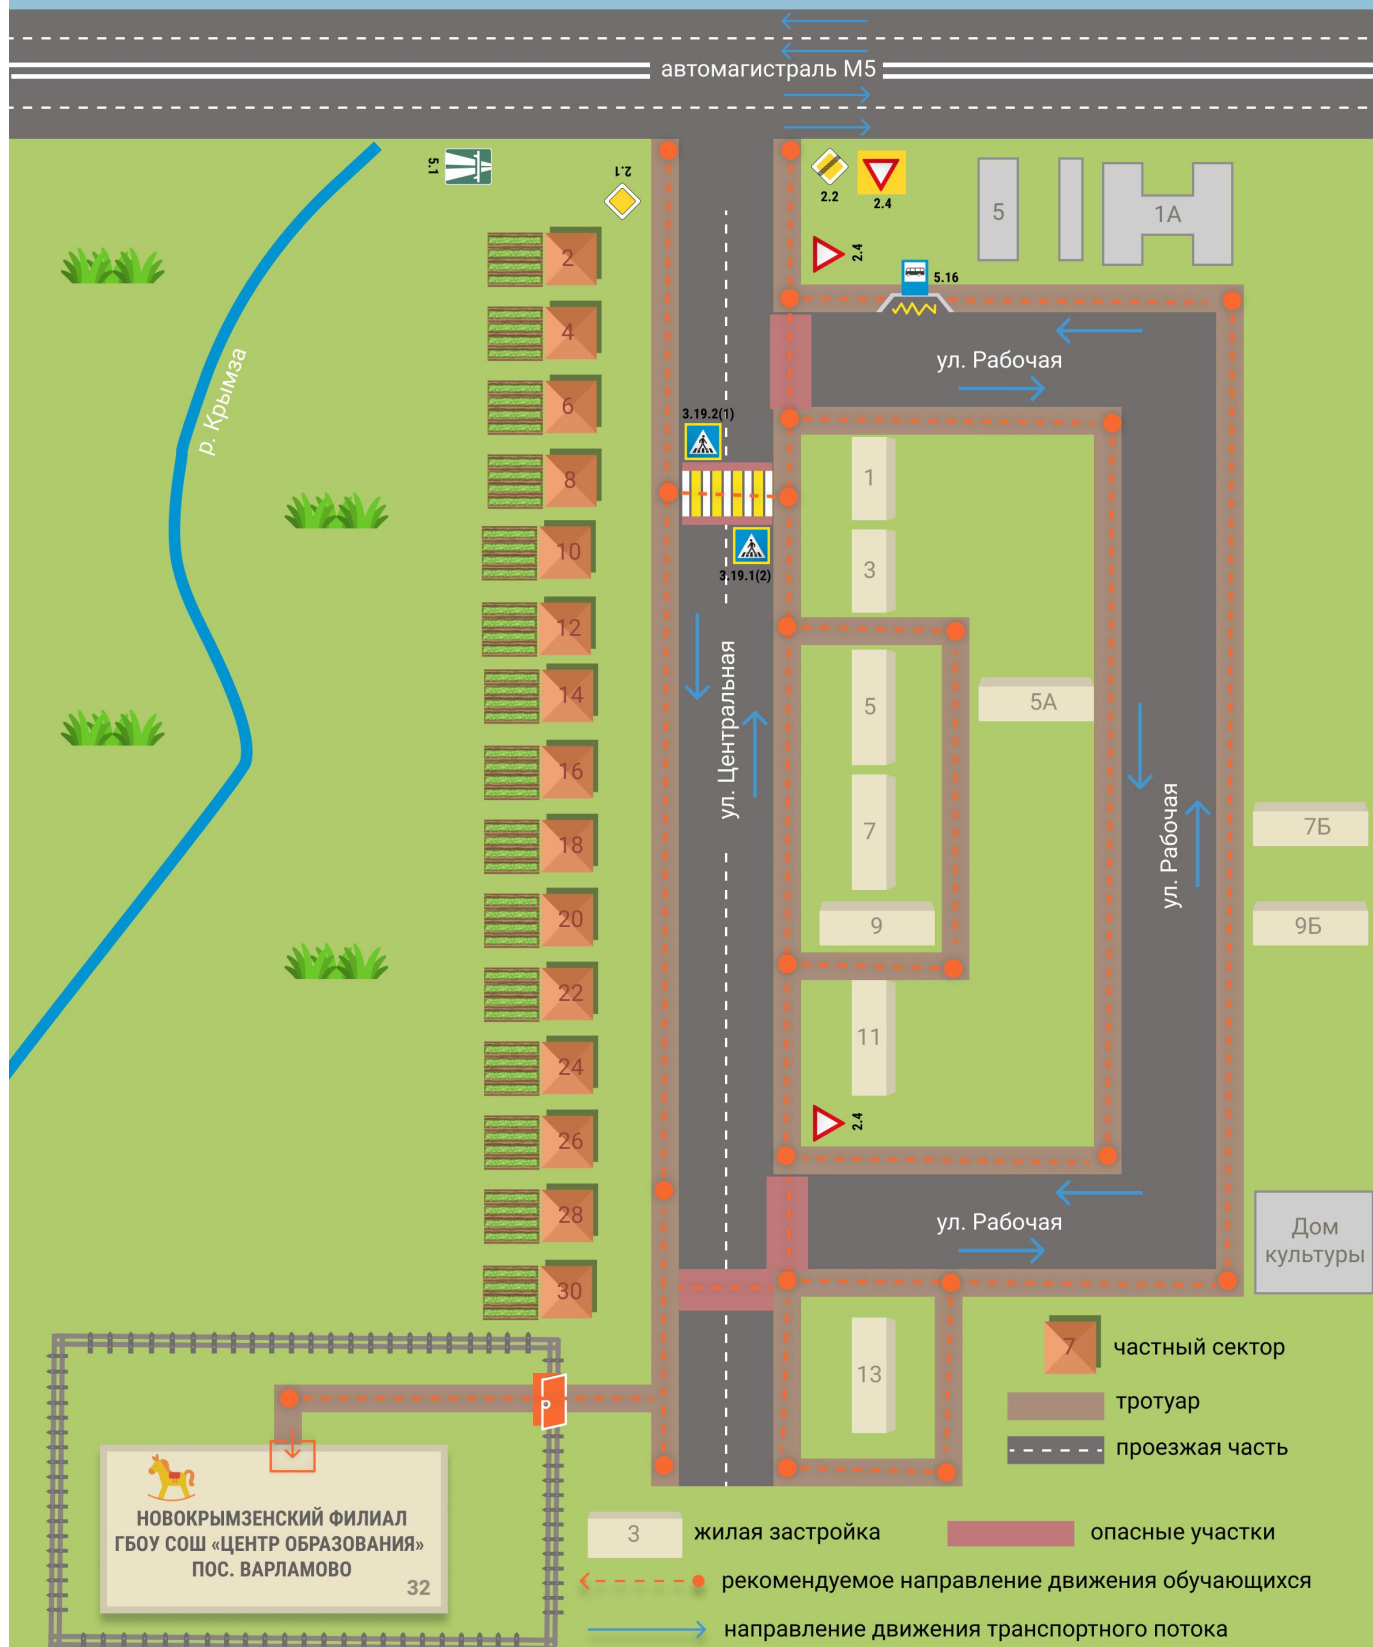 автомагистраль М5
5.1
2.1
2.2
2.4
5
1А
2.4
5.16
2
4
6
8
10
12
14
16
18
20
22
24
26
28
30
р. Крымза
ул. Рабочая
3.19.2(1)
3.19.1(2)
1
3
5
5А
7
9
11
ул. Центральная
ул. Рабочая
7Б
9Б
2.4
ул. Рабочая
Дом
культуры
13
7
частный сектор
тротуар
проезжая часть
НОВОКРЫМЗЕНСКИЙ ФИЛИАЛ
ГБОУ СОШ «ЦЕНТР ОБРАЗОВАНИЯ»
ПОС. ВАРЛАМОВО
32
3
жилая застройка
опасные участки
рекомендуемое направление движения обучающихся
направление движения транспортного потока